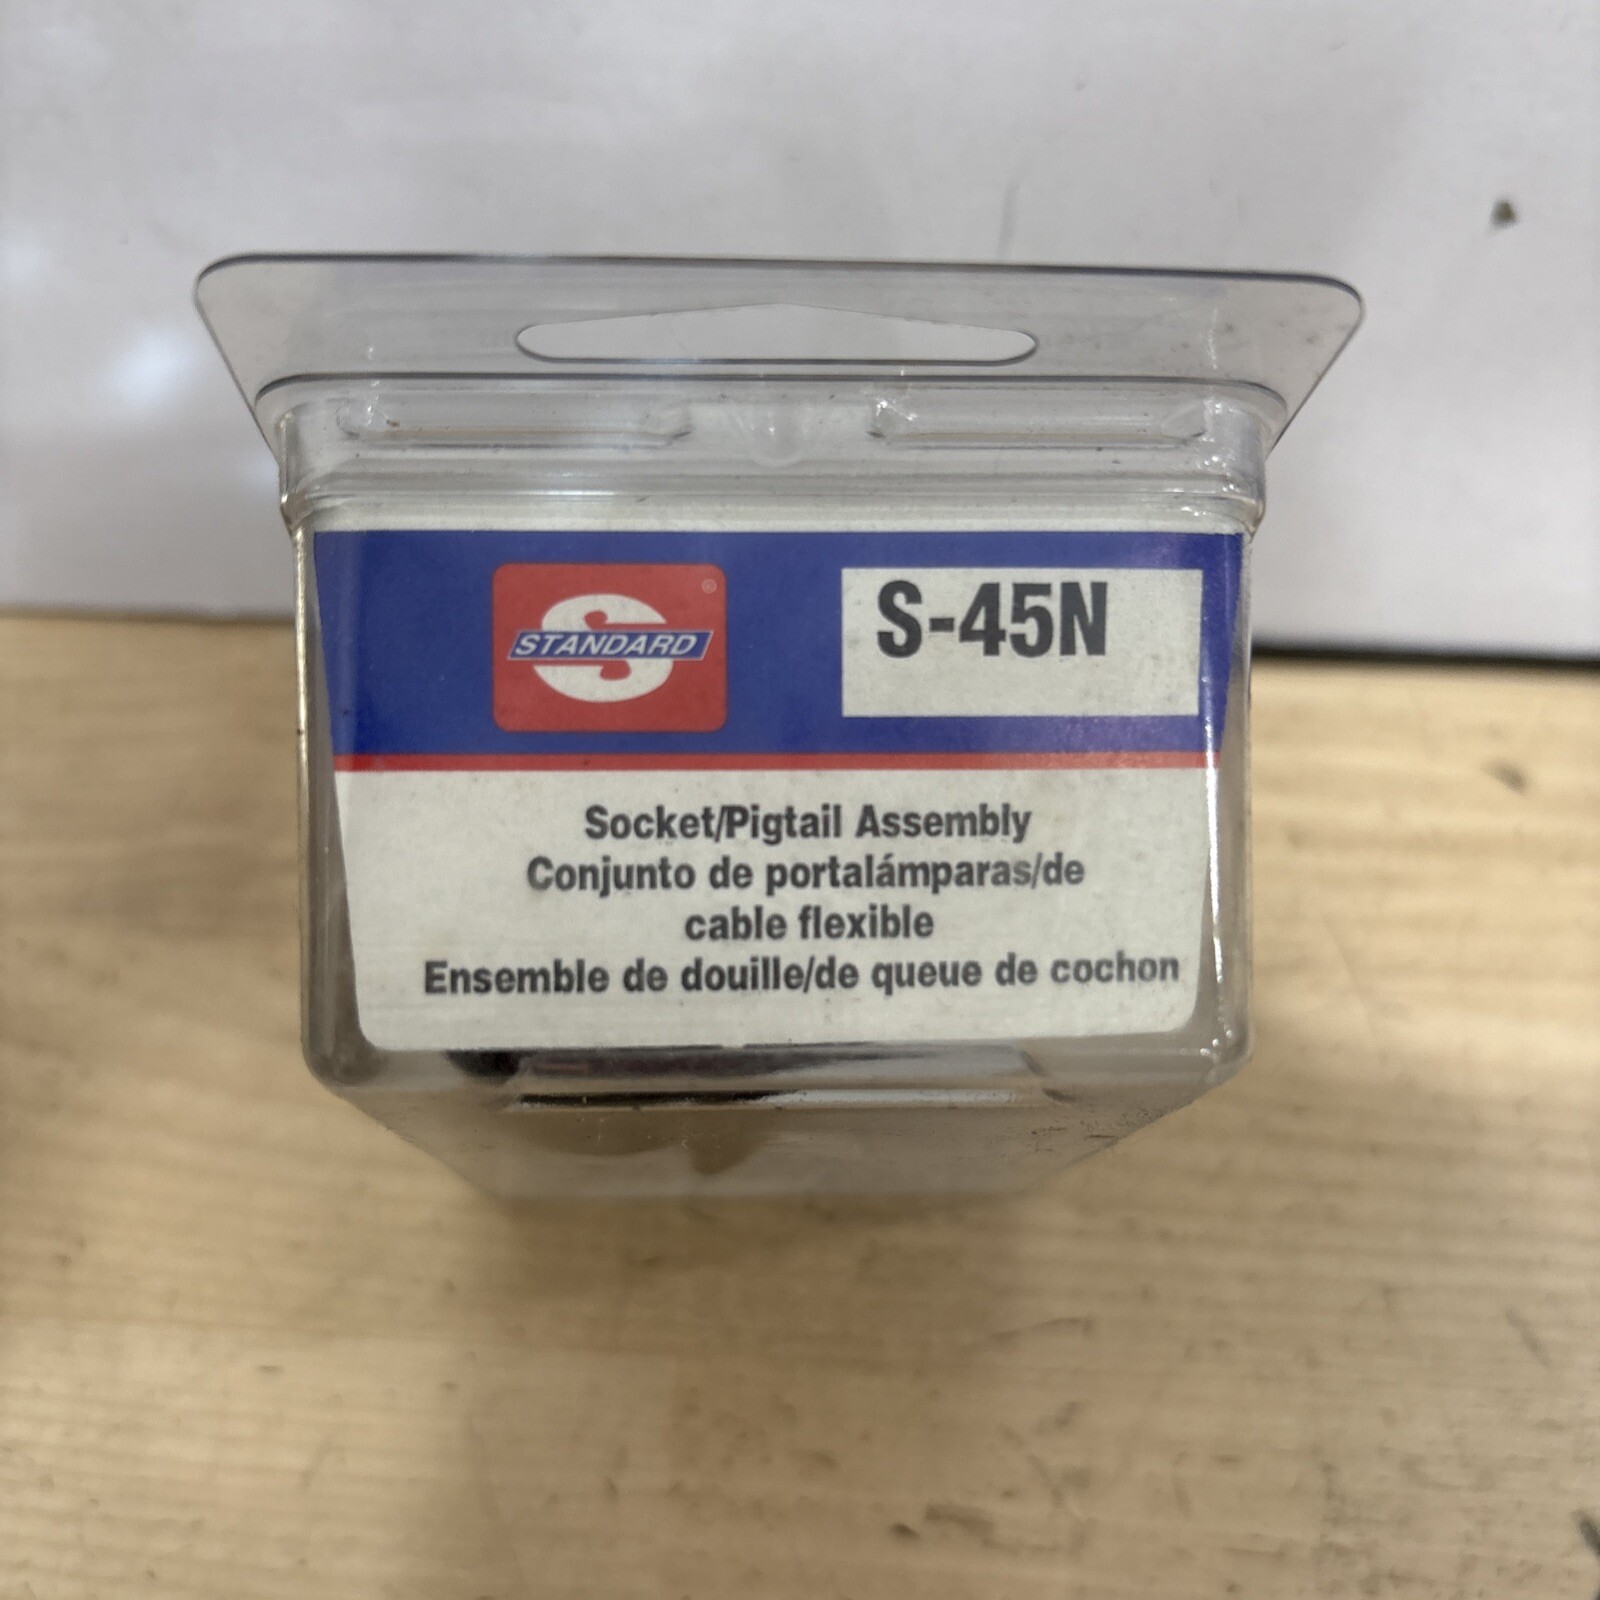 S
STANDARD ®
S-45N
Socket/Pigtail Assembly
Conjunto de portalámparas/de
cable flexible
Ensemble de douille/de queue de cochon